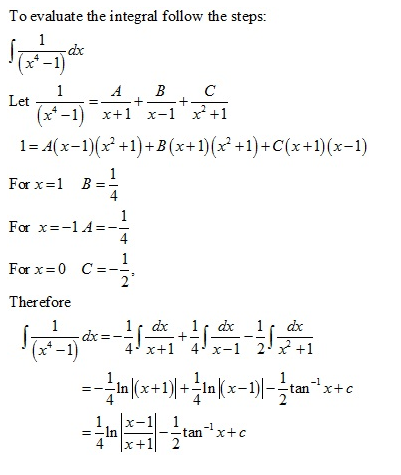 To evaluate the integral follow the steps:
∫ 1/(x⁴−1) dx
Let 1/(x⁴−1) = A/(x+1) + B/(x−1) + C/(x²+1)
1 = A(x−1)(x²+1)+B(x+1)(x²+1)+C(x+1)(x−1)
For x=1 B=1/4
For x=−1 A=−1/4
For x=0 C=−1/2,
Therefore
∫ 1/(x⁴−1) dx = −1/4 ∫ dx/(x+1) + 1/4 ∫ dx/(x−1) − 1/2 ∫ dx/(x²+1)
= −1/4 ln|(x+1)| + 1/4 ln|(x−1)| − 1/2 tan⁻¹ x+c
= 1/4 ln|(x−1)/(x+1)| − 1/2 tan⁻¹ x+c